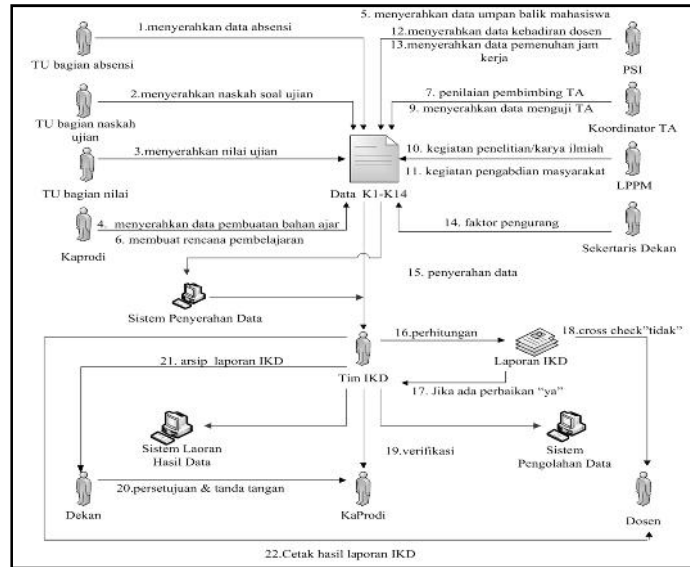 1.menyerahkan data absensi
TU bagian absensi
2.menyerahkan naskah soal ujian
TU bagian naskah
ujian
3.menyerahkan nilai ujian
TU bagian nilai
4. menyerahkan data pembuatan bahan ajar
6. membuat rencana pembelajaran
Kaprodi
5. menyerahkan data umpan balik mahasiswa
12.menyerahkan data kehadiran dosen
13.menyerahkan data pemenuhan jam
kerja
PSI
7. penilaian pembimbing TA
9. menyerahkan data menguji TA
Koordinator TA
10. kegiatan penelitian/karya ilmiah
11. kegiatan pengabdian masyarakat
LPPM
Data K1-K14
14. faktor pengurang
Sekertaris Dekan
15. penyerahan data
Sistem Penyerahan Data
16.perhitungan
18.cross check"tidak"
21. arsip laporan IKD
Tim IKD
Laporan IKD
17. Jika ada perbaikan "ya"
Sistem Laoran
Hasil Data
19.verifikasi
Sistem
Pengolahan Data
20.persetujuan & tanda tangan
Dekan
KaProdi
Dosen
22.Cetak hasil laporan IKD